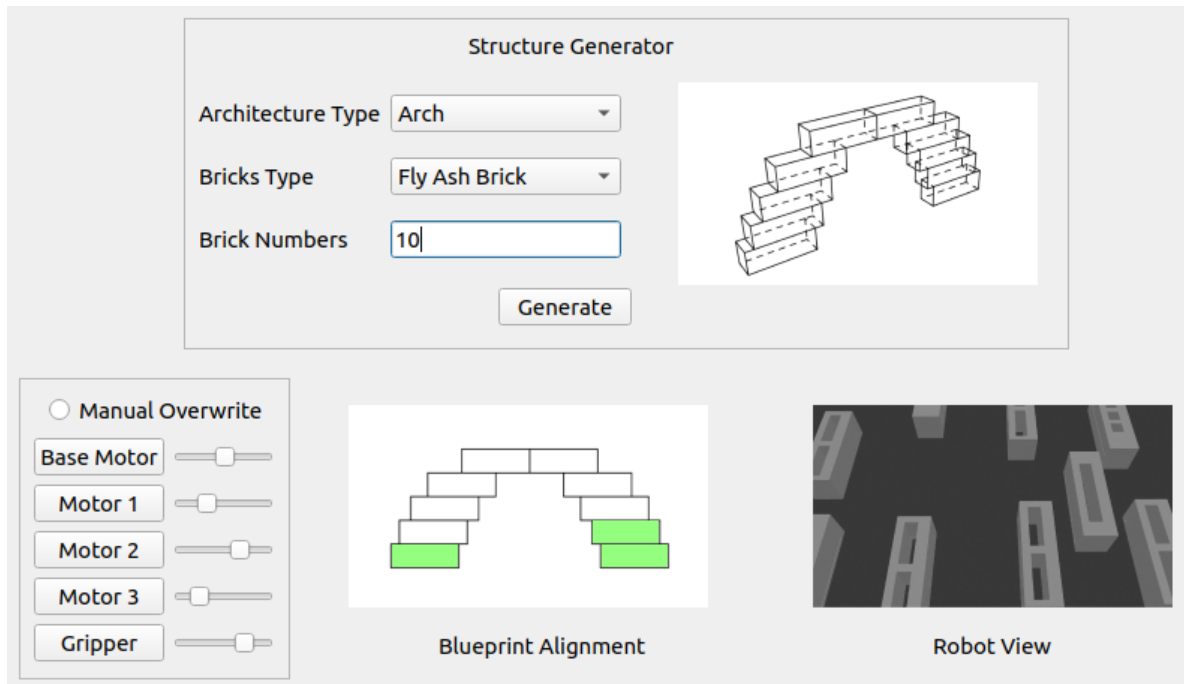 Structure Generator
Architecture Type Arch
Bricks Type Fly Ash Brick
Brick Numbers 10
Generate
Manual Overwrite
Base Motor
Motor 1
Motor 2
Motor 3
Gripper
Blueprint Alignment
Robot View